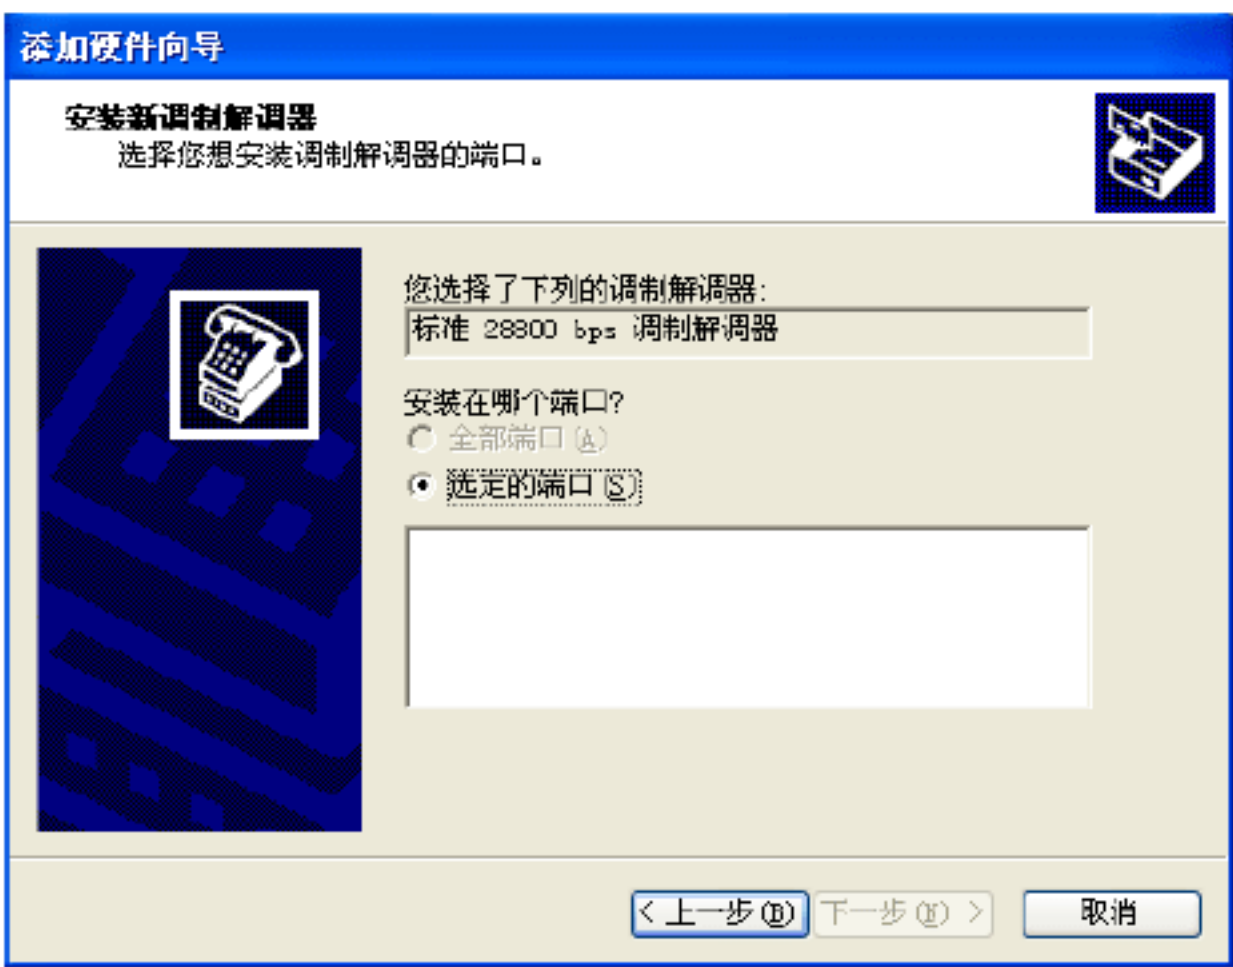 添加硬件向导
安装新调制解调器
选择您想安装调制解调器的端口。
您选择了下列的调制解调器:
标准 28800 bps 调制解调器
安装在哪个端口?
全部端口(A)
选定的端口(S)
< 上一步(B)
下一步(N) >
取消